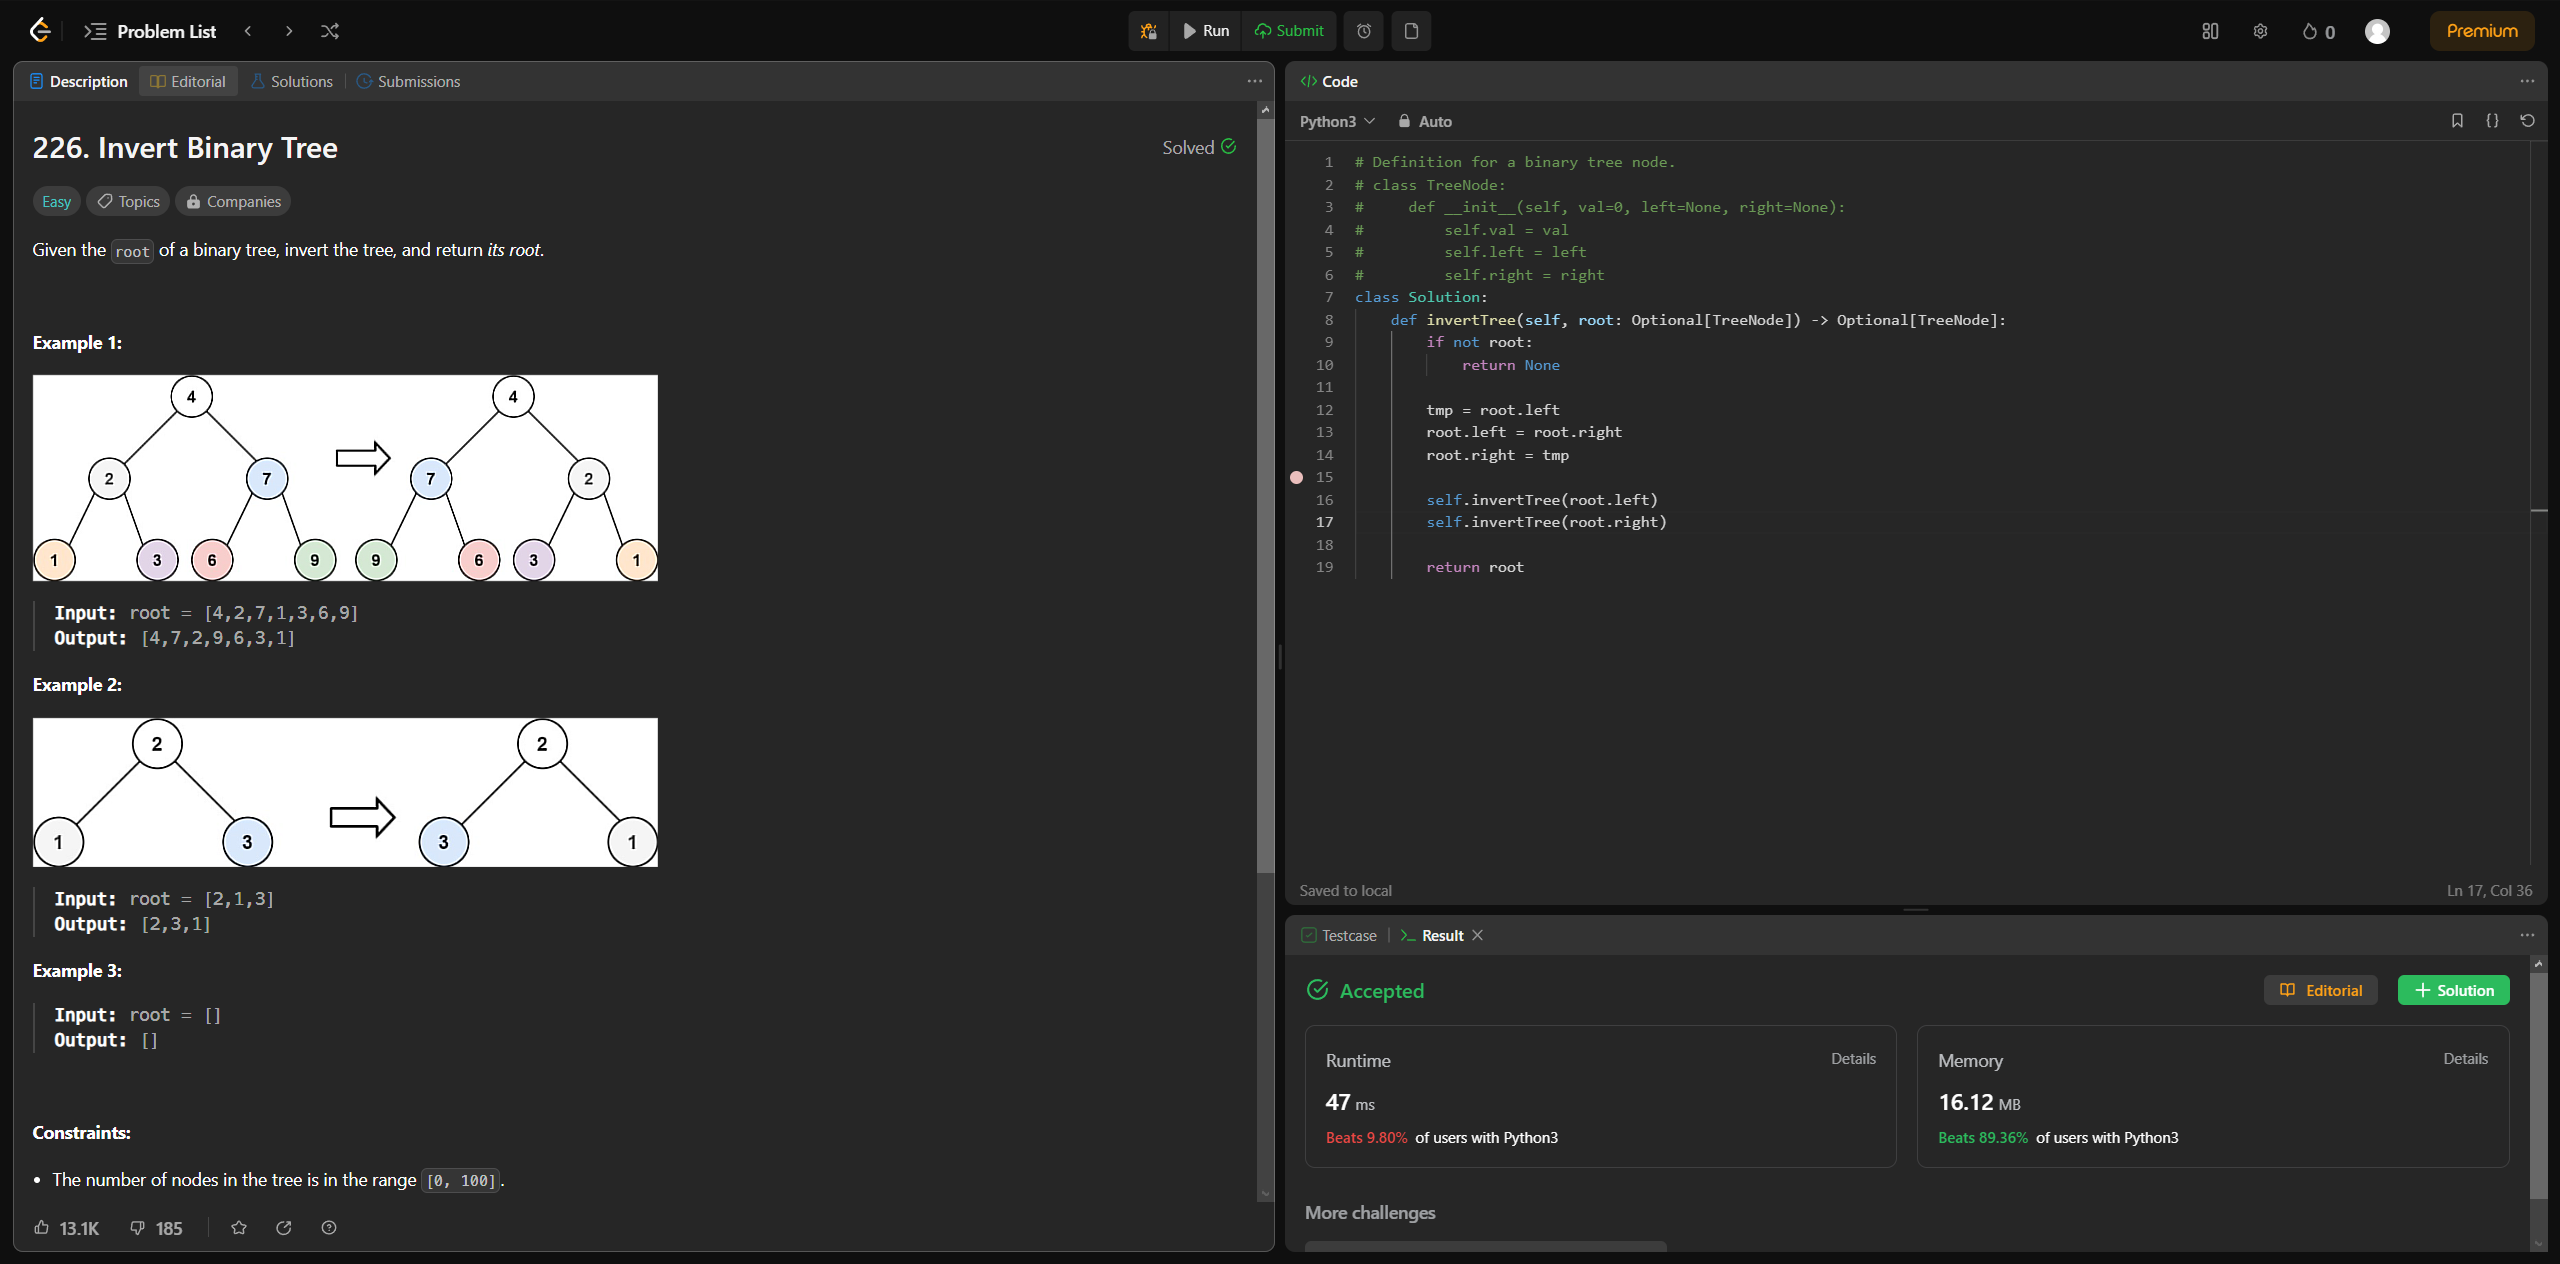 Problem List
Run
Submit
0
Premium
Description
Editorial
Solutions
Submissions
226. Invert Binary Tree
Solved
Easy
Topics
Companies
Given the root of a binary tree, invert the tree, and return its root.
Example 1:
4 4
2 7 7 2
1 3 6 9 9 6 3 1
Input: root = [4,2,7,1,3,6,9]
Output: [4,7,2,9,6,3,1]
Example 2:
2 2
1 3 3 1
Input: root = [2,1,3]
Output: [2,3,1]
Example 3:
Input: root = []
Output: []
Constraints:
• The number of nodes in the tree is in the range [0, 100].
13.1K
185
</> Code
Python3
Auto
1 # Definition for a binary tree node.
2 # class TreeNode:
3 #     def __init__(self, val=0, left=None, right=None):
4 #         self.val = val
5 #         self.left = left
6 #         self.right = right
7 class Solution:
8     def invertTree(self, root: Optional[TreeNode]) -> Optional[TreeNode]:
9         if not root:
10             return None
11
12         tmp = root.left
13         root.left = root.right
14         root.right = tmp
15
16         self.invertTree(root.left)
17         self.invertTree(root.right)
18
19         return root
Saved to local
Ln 17, Col 36
Testcase
Result
Accepted
Editorial
+ Solution
Runtime
Details
47 ms
Beats 9.80% of users with Python3
Memory
Details
16.12 MB
Beats 89.36% of users with Python3
More challenges